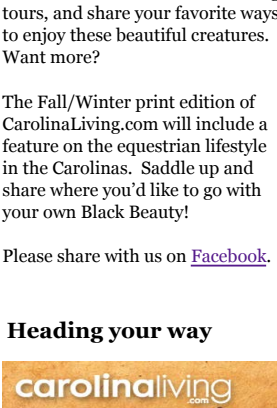 tours, and share your favorite ways
to enjoy these beautiful creatures.
Want more?
The Fall/Winter print edition of
CarolinaLiving.com will include a
feature on the equestrian lifestyle
in the Carolinas.  Saddle up and
share where you'd like to go with
your own Black Beauty!
Please share with us on Facebook.
Heading your way
carolinaliving
.com